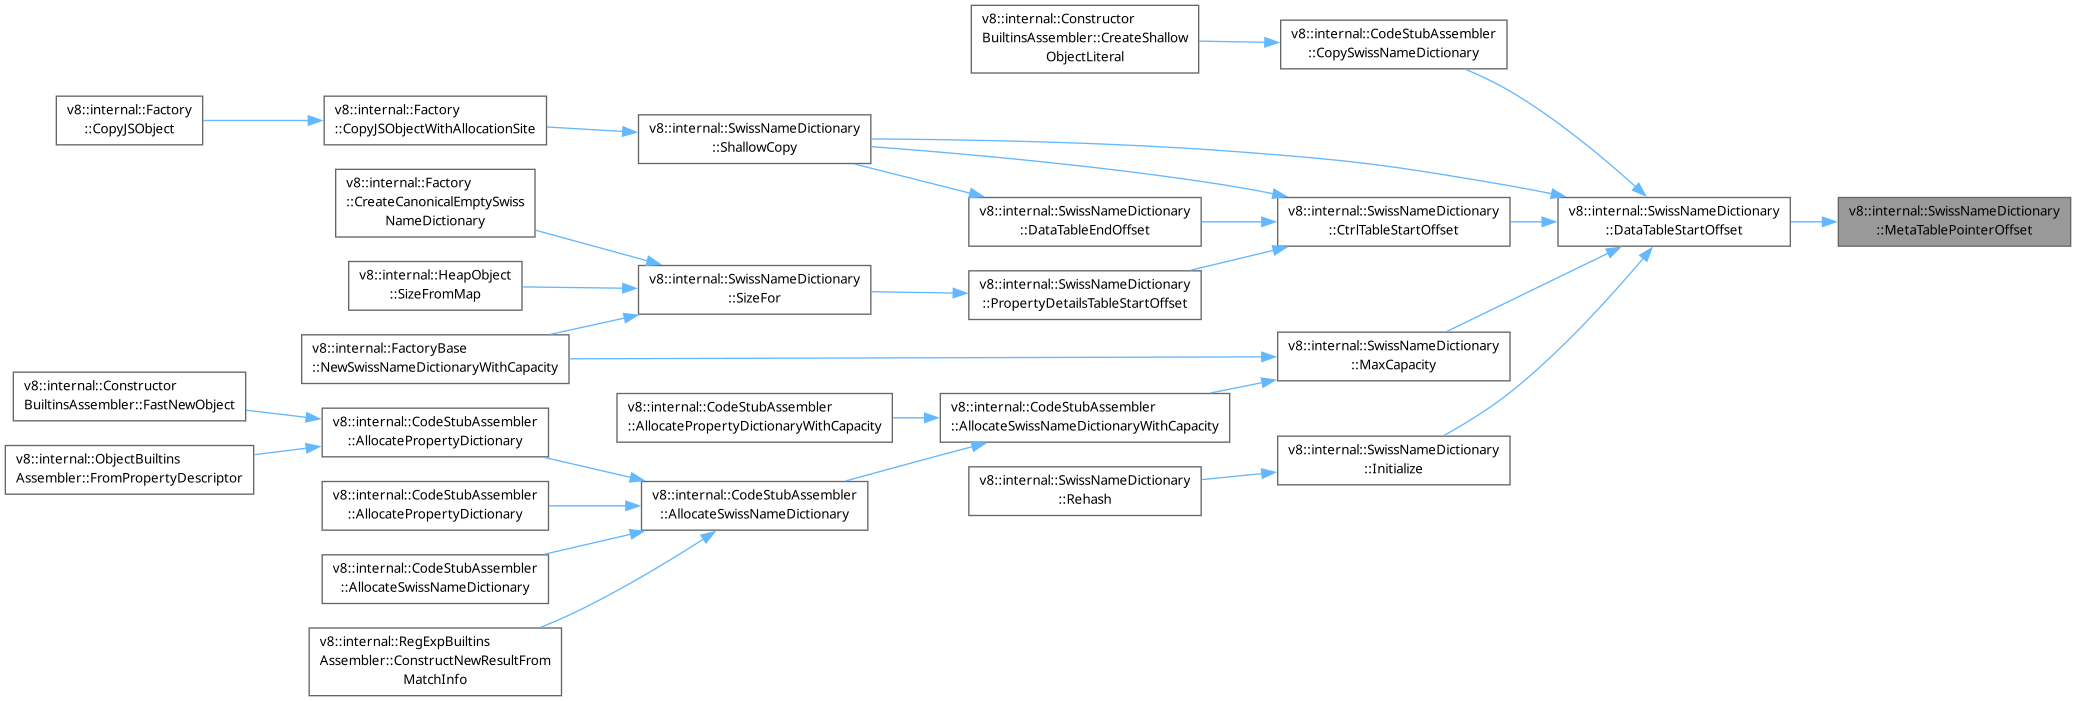 v8::internal::Constructor
BuiltinsAssembler::CreateShallow
ObjectLiteral
v8::internal::CodeStubAssembler
::CopySwissNameDictionary
v8::internal::Factory
::CopyJSObject
v8::internal::Factory
::CopyJSObjectWithAllocationSite
v8::internal::SwissNameDictionary
::ShallowCopy
v8::internal::Factory
::CreateCanonicalEmptySwiss
NameDictionary
v8::internal::SwissNameDictionary
::DataTableEndOffset
v8::internal::SwissNameDictionary
::CtrlTableStartOffset
v8::internal::SwissNameDictionary
::DataTableStartOffset
v8::internal::SwissNameDictionary
::MetaTablePointerOffset
v8::internal::HeapObject
::SizeFromMap
v8::internal::SwissNameDictionary
::SizeFor
v8::internal::SwissNameDictionary
::PropertyDetailsTableStartOffset
v8::internal::FactoryBase
::NewSwissNameDictionaryWithCapacity
v8::internal::SwissNameDictionary
::MaxCapacity
v8::internal::Constructor
BuiltinsAssembler::FastNewObject
v8::internal::CodeStubAssembler
::AllocatePropertyDictionary
v8::internal::CodeStubAssembler
::AllocatePropertyDictionaryWithCapacity
v8::internal::CodeStubAssembler
::AllocateSwissNameDictionaryWithCapacity
v8::internal::ObjectBuiltins
Assembler::FromPropertyDescriptor
v8::internal::SwissNameDictionary
::Initialize
v8::internal::SwissNameDictionary
::Rehash
v8::internal::CodeStubAssembler
::AllocatePropertyDictionary
v8::internal::CodeStubAssembler
::AllocateSwissNameDictionary
v8::internal::CodeStubAssembler
::AllocateSwissNameDictionary
v8::internal::RegExpBuiltins
Assembler::ConstructNewResultFrom
MatchInfo